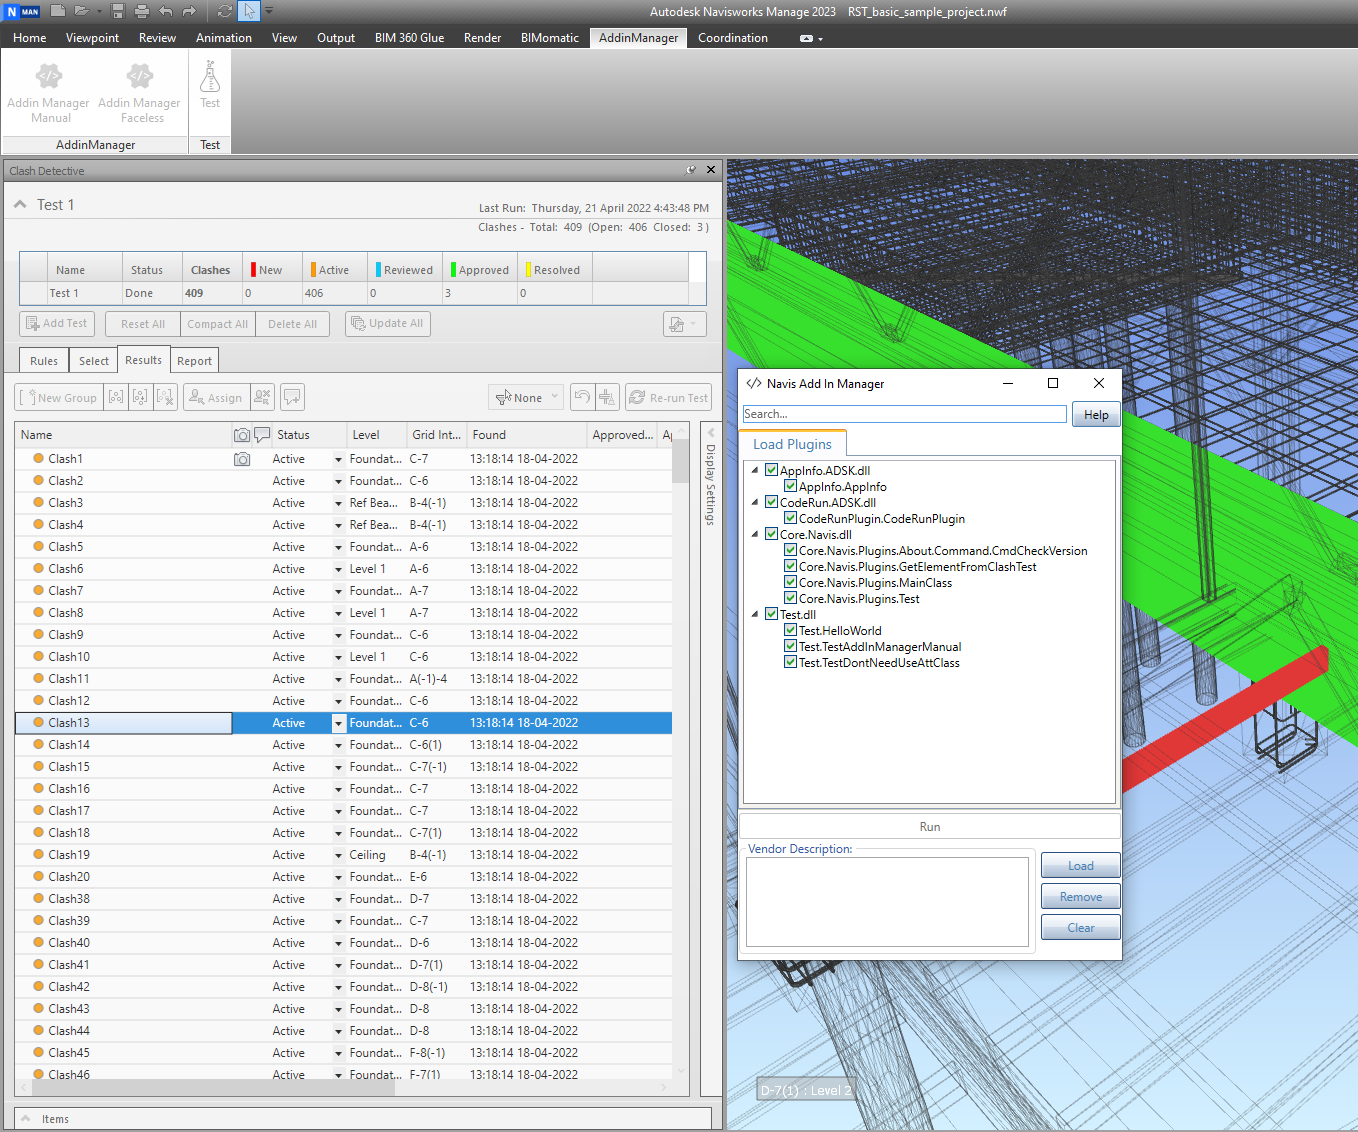 N MAN
Autodesk Navisworks Manage 2023 RST_basic_sample_project.nwf
Home Viewpoint Review Animation View Output BIM 360 Glue Render BIMomatic AddinManager Coordination
Addin Manager Manual
Addin Manager Faceless
Test
AddinManager Test
Clash Detective
Test 1
Last Run: Thursday, 21 April 2022 4:43:48 PM
Clashes - Total: 409 (Open: 406 Closed: 3 )
Name Status Clashes New Active Reviewed Approved Resolved
Test 1 Done 409 0 406 0 3 0
Add Test Reset All Compact All Delete All Update All
Rules Select Results Report
New Group Assign None Re-run Test
Name Status Level Grid Int... Found Approved... Ap
Clash1 Active Foundat... C-7 13:18:14 18-04-2022
Clash2 Active Foundat... C-6 13:18:14 18-04-2022
Clash3 Active Ref Bea... B-4(-1) 13:18:14 18-04-2022
Clash4 Active Ref Bea... B-4(-1) 13:18:14 18-04-2022
Clash5 Active Foundat... A-6 13:18:14 18-04-2022
Clash6 Active Level 1 A-6 13:18:14 18-04-2022
Clash7 Active Foundat... A-7 13:18:14 18-04-2022
Clash8 Active Level 1 A-7 13:18:14 18-04-2022
Clash9 Active Foundat... C-6 13:18:14 18-04-2022
Clash10 Active Level 1 C-6 13:18:14 18-04-2022
Clash11 Active Foundat... A(-1)-4 13:18:14 18-04-2022
Clash12 Active Foundat... C-6 13:18:14 18-04-2022
Clash13 Active Foundat... C-6 13:18:14 18-04-2022
Clash14 Active Foundat... C-6(1) 13:18:14 18-04-2022
Clash15 Active Foundat... C-7(-1) 13:18:14 18-04-2022
Clash16 Active Foundat... C-7 13:18:14 18-04-2022
Clash17 Active Foundat... C-7 13:18:14 18-04-2022
Clash18 Active Foundat... C-7(1) 13:18:14 18-04-2022
Clash19 Active Ceiling B-4(-1) 13:18:14 18-04-2022
Clash20 Active Foundat... E-6 13:18:14 18-04-2022
Clash38 Active Foundat... D-7 13:18:14 18-04-2022
Clash39 Active Foundat... C-7 13:18:14 18-04-2022
Clash40 Active Foundat... D-6 13:18:14 18-04-2022
Clash41 Active Foundat... D-7(1) 13:18:14 18-04-2022
Clash42 Active Foundat... D-8(-1) 13:18:14 18-04-2022
Clash43 Active Foundat... D-8 13:18:14 18-04-2022
Clash44 Active Foundat... D-8 13:18:14 18-04-2022
Clash45 Active Foundat... F-8(-1) 13:18:14 18-04-2022
Clash46 Active Foundat... F-7(1) 13:18:14 18-04-2022
Display Settings
Items
Navis Add In Manager
Search...
Help
Load Plugins
AppInfo.ADSK.dll
AppInfo.AppInfo
CodeRun.ADSK.dll
CodeRunPlugin.CodeRunPlugin
Core.Navis.dll
Core.Navis.Plugins.About.Command.CmdCheckVersion
Core.Navis.Plugins.GetElementFromClashTest
Core.Navis.Plugins.MainClass
Core.Navis.Plugins.Test
Test.dll
Test.HelloWorld
Test.TestAddInManagerManual
Test.TestDontNeedUseAttClass
Run
Vendor Description:
Load
Remove
Clear
D-7(1) : Level 2